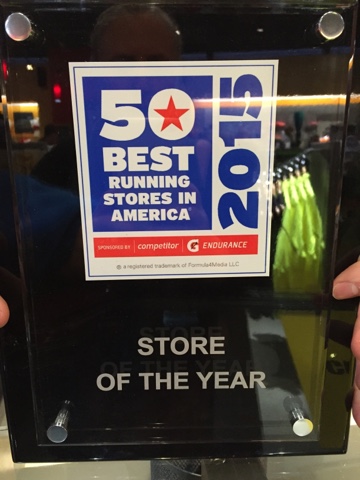 50
BEST
RUNNING
STORES IN
AMERICA
2015
SPONSORED BY competitor G ENDURANCE
is a registered trademark of Formula4Media LLC
STORE
OF THE YEAR